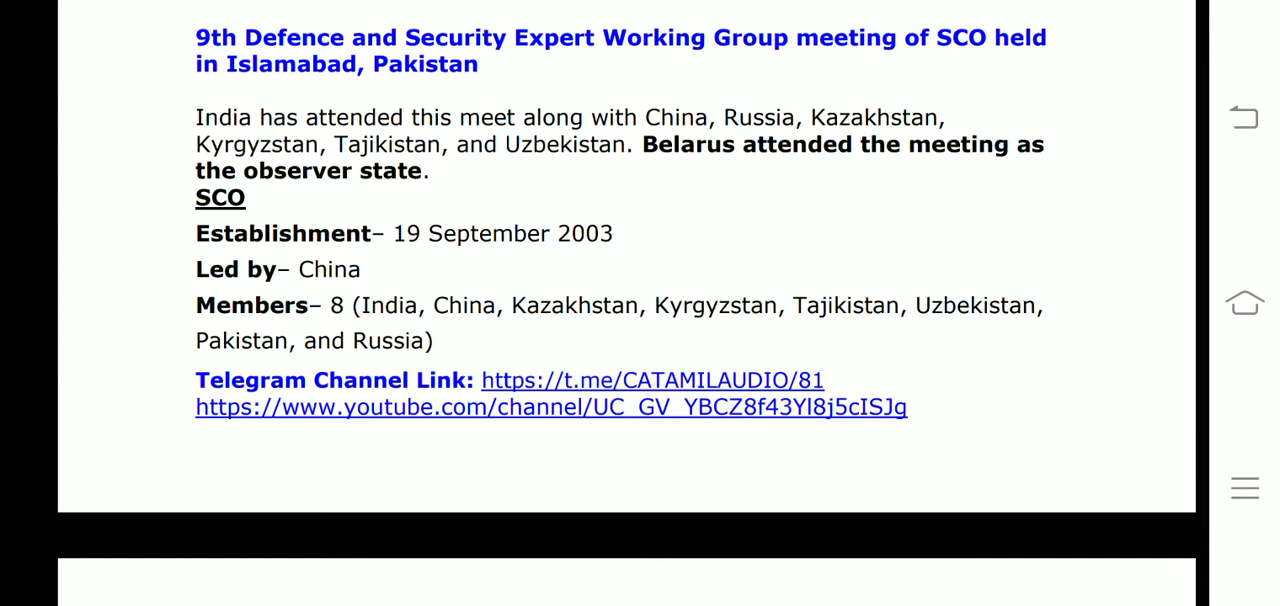 9th Defence and Security Expert Working Group meeting of SCO held
in Islamabad, Pakistan
India has attended this meet along with China, Russia, Kazakhstan,
Kyrgyzstan, Tajikistan, and Uzbekistan. Belarus attended the meeting as
the observer state.
SCO
Establishment– 19 September 2003
Led by– China
Members– 8 (India, China, Kazakhstan, Kyrgyzstan, Tajikistan, Uzbekistan,
Pakistan, and Russia)
Telegram Channel Link: https://t.me/CATAMILAUDIO/81
https://www.youtube.com/channel/UC_GV_YBCZ8f43Yl8j5cISJg